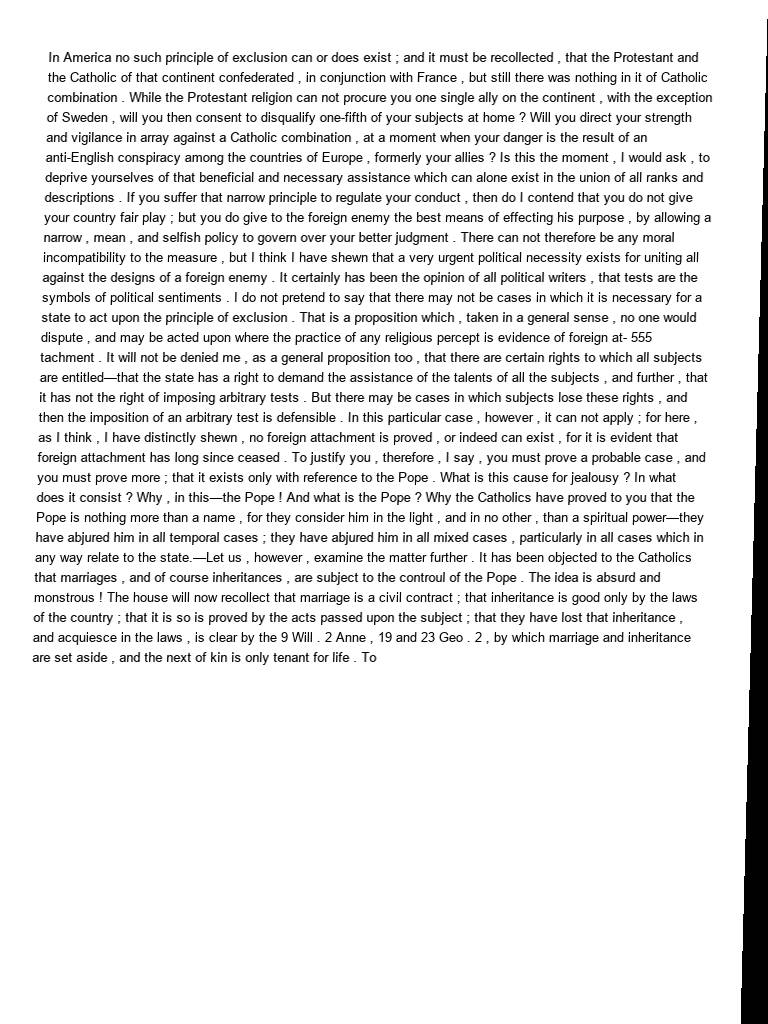 In America no such principle of exclusion can or does exist ; and it must be recollected , that the Protestant and
the Catholic of that continent confederated , in conjunction with France , but still there was nothing in it of Catholic
combination . While the Protestant religion can not procure you one single ally on the continent , with the exception
of Sweden , will you then consent to disqualify one-fifth of your subjects at home ? Will you direct your strength
and vigilance in array against a Catholic combination , at a moment when your danger is the result of an
anti-English conspiracy among the countries of Europe , formerly your allies ? Is this the moment , I would ask , to
deprive yourselves of that beneficial and necessary assistance which can alone exist in the union of all ranks and
descriptions . If you suffer that narrow principle to regulate your conduct , then do I contend that you do not give
your country fair play ; but you do give to the foreign enemy the best means of effecting his purpose , by allowing a
narrow , mean , and selfish policy to govern over your better judgment . There can not therefore be any moral
incompatibility to the measure , but I think I have shewn that a very urgent political necessity exists for uniting all
against the designs of a foreign enemy . It certainly has been the opinion of all political writers , that tests are the
symbols of political sentiments . I do not pretend to say that there may not be cases in which it is necessary for a
state to act upon the principle of exclusion . That is a proposition which , taken in a general sense , no one would
dispute , and may be acted upon where the practice of any religious percept is evidence of foreign at- 555
tachment . It will not be denied me , as a general proposition too , that there are certain rights to which all subjects
are entitled—that the state has a right to demand the assistance of the talents of all the subjects , and further , that
it has not the right of imposing arbitrary tests . But there may be cases in which subjects lose these rights , and
then the imposition of an arbitrary test is defensible . In this particular case , however , it can not apply ; for here ,
as I think , I have distinctly shewn , no foreign attachment is proved , or indeed can exist , for it is evident that
foreign attachment has long since ceased . To justify you , therefore , I say , you must prove a probable case , and
you must prove more ; that it exists only with reference to the Pope . What is this cause for jealousy ? In what
does it consist ? Why , in this—the Pope ! And what is the Pope ? Why the Catholics have proved to you that the
Pope is nothing more than a name , for they consider him in the light , and in no other , than a spiritual power—they
have abjured him in all temporal cases ; they have abjured him in all mixed cases , particularly in all cases which in
any way relate to the state.—Let us , however , examine the matter further . It has been objected to the Catholics
that marriages , and of course inheritances , are subject to the controul of the Pope . The idea is absurd and
monstrous ! The house will now recollect that marriage is a civil contract ; that inheritance is good only by the laws
of the country ; that it is so is proved by the acts passed upon the subject ; that they have lost that inheritance ,
and acquiesce in the laws , is clear by the 9 Will . 2 Anne , 19 and 23 Geo . 2 , by which marriage and inheritance
are set aside , and the next of kin is only tenant for life . To